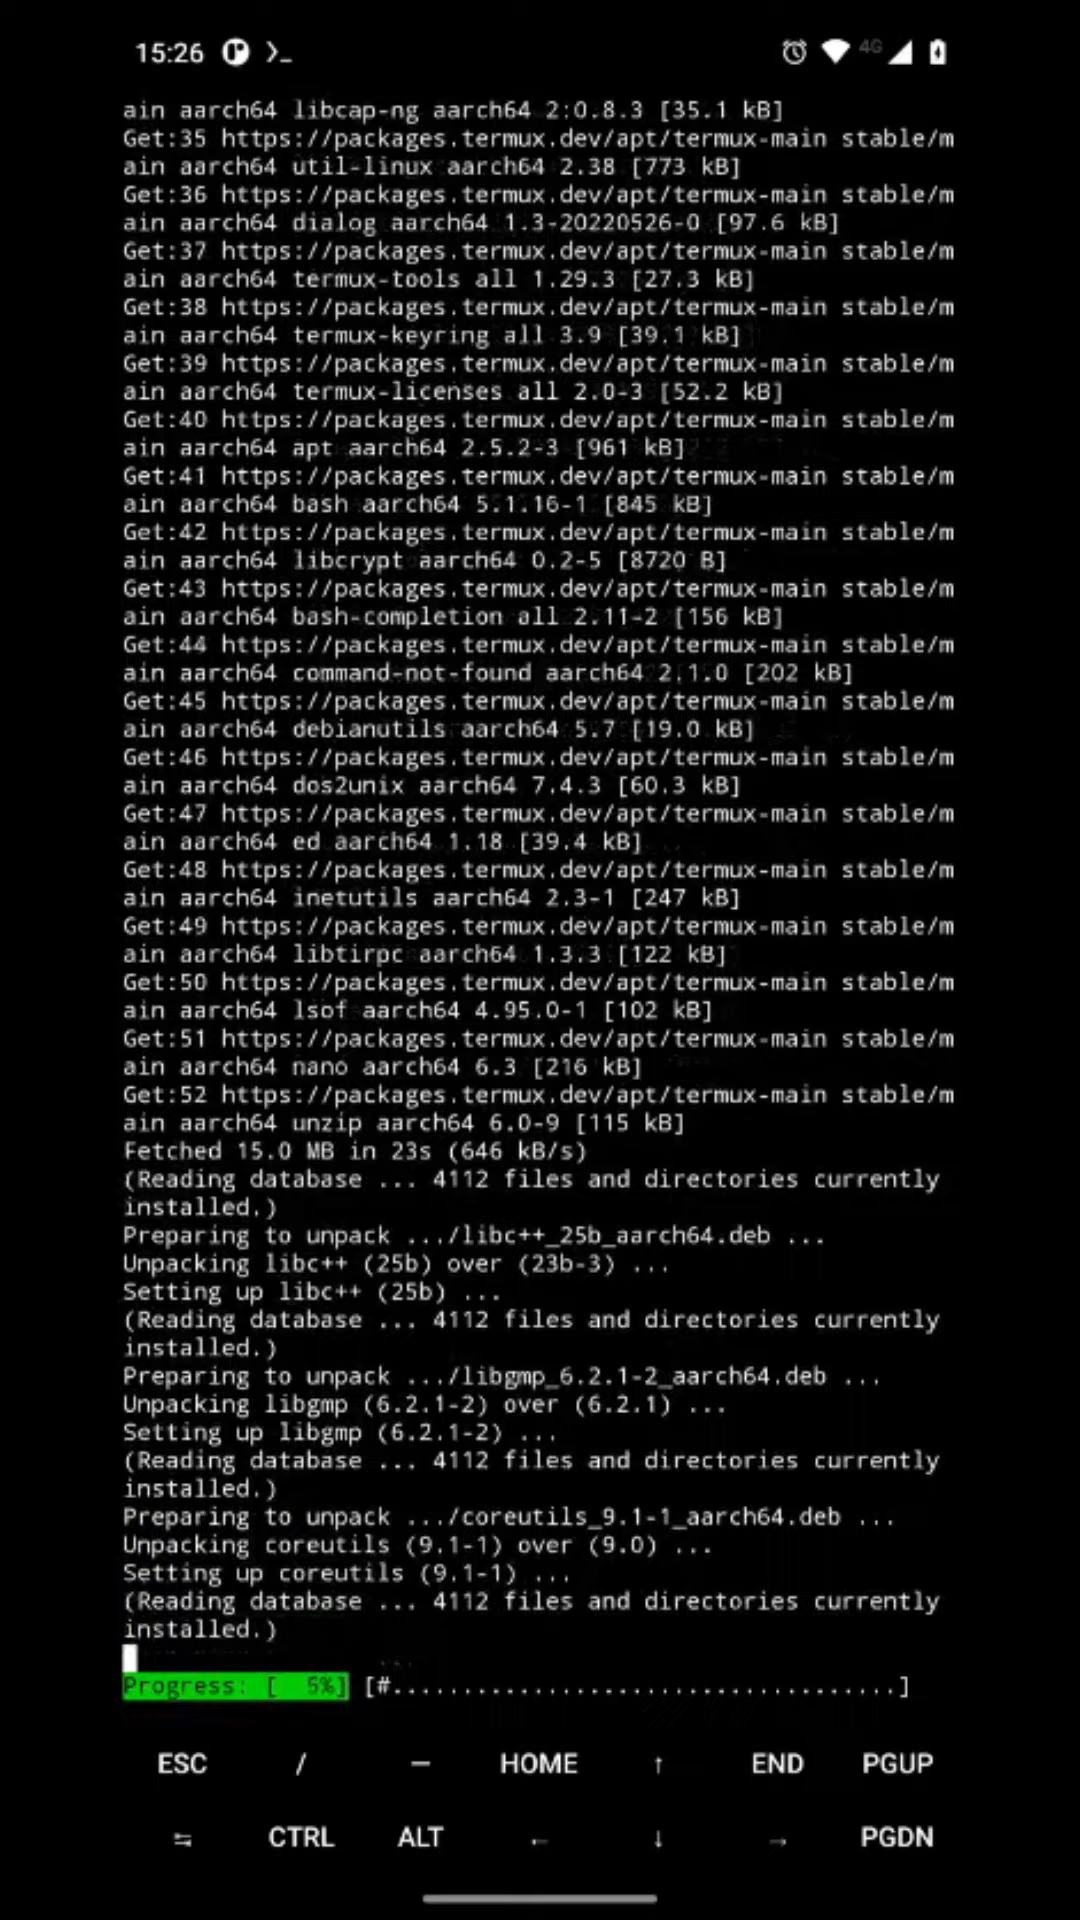 15:26 4G
ain aarch64 libcap-ng aarch64 2:0.8.3 [35.1 kB]
Get:35 https://packages.termux.dev/apt/termux-main stable/m
ain aarch64 util-linux aarch64 2.38 [773 kB]
Get:36 https://packages.termux.dev/apt/termux-main stable/m
ain aarch64 dialog aarch64 1.3-20220526-0 [97.6 kB]
Get:37 https://packages.termux.dev/apt/termux-main stable/m
ain aarch64 termux-tools all 1.29.3 [27.3 kB]
Get:38 https://packages.termux.dev/apt/termux-main stable/m
ain aarch64 termux-keyring all 3.9 [39.1 kB]
Get:39 https://packages.termux.dev/apt/termux-main stable/m
ain aarch64 termux-licenses all 2.0-3 [52.2 kB]
Get:40 https://packages.termux.dev/apt/termux-main stable/m
ain aarch64 apt aarch64 2.5.2-3 [961 kB]
Get:41 https://packages.termux.dev/apt/termux-main stable/m
ain aarch64 bash aarch64 5.1.16-1 [845 kB]
Get:42 https://packages.termux.dev/apt/termux-main stable/m
ain aarch64 libcrypt aarch64 0.2-5 [8720 B]
Get:43 https://packages.termux.dev/apt/termux-main stable/m
ain aarch64 bash-completion all 2.11-2 [156 kB]
Get:44 https://packages.termux.dev/apt/termux-main stable/m
ain aarch64 command-not-found aarch64 2.1.0 [202 kB]
Get:45 https://packages.termux.dev/apt/termux-main stable/m
ain aarch64 debianutils aarch64 5.7 [19.0 kB]
Get:46 https://packages.termux.dev/apt/termux-main stable/m
ain aarch64 dos2unix aarch64 7.4.3 [60.3 kB]
Get:47 https://packages.termux.dev/apt/termux-main stable/m
ain aarch64 ed aarch64 1.18 [39.4 kB]
Get:48 https://packages.termux.dev/apt/termux-main stable/m
ain aarch64 inetutils aarch64 2.3-1 [247 kB]
Get:49 https://packages.termux.dev/apt/termux-main stable/m
ain aarch64 libtirpc aarch64 1.3.3 [122 kB]
Get:50 https://packages.termux.dev/apt/termux-main stable/m
ain aarch64 lsof aarch64 4.95.0-1 [102 kB]
Get:51 https://packages.termux.dev/apt/termux-main stable/m
ain aarch64 nano aarch64 6.3 [216 kB]
Get:52 https://packages.termux.dev/apt/termux-main stable/m
ain aarch64 unzip aarch64 6.0-9 [115 kB]
Fetched 15.0 MB in 23s (646 kB/s)
(Reading database ... 4112 files and directories currently
installed.)
Preparing to unpack .../libc++_25b_aarch64.deb ...
Unpacking libc++ (25b) over (23b-3) ...
Setting up libc++ (25b) ...
(Reading database ... 4112 files and directories currently
installed.)
Preparing to unpack .../libgmp_6.2.1-2_aarch64.deb ...
Unpacking libgmp (6.2.1-2) over (6.2.1) ...
Setting up libgmp (6.2.1-2) ...
(Reading database ... 4112 files and directories currently
installed.)
Preparing to unpack .../coreutils_9.1-1_aarch64.deb ...
Unpacking coreutils (9.1-1) over (9.0) ...
Setting up coreutils (9.1-1) ...
(Reading database ... 4112 files and directories currently
installed.)
Progress: [  5%] [#....................................]
ESC / — HOME ↑ END PGUP
⇆ CTRL ALT ← ↓ → PGDN